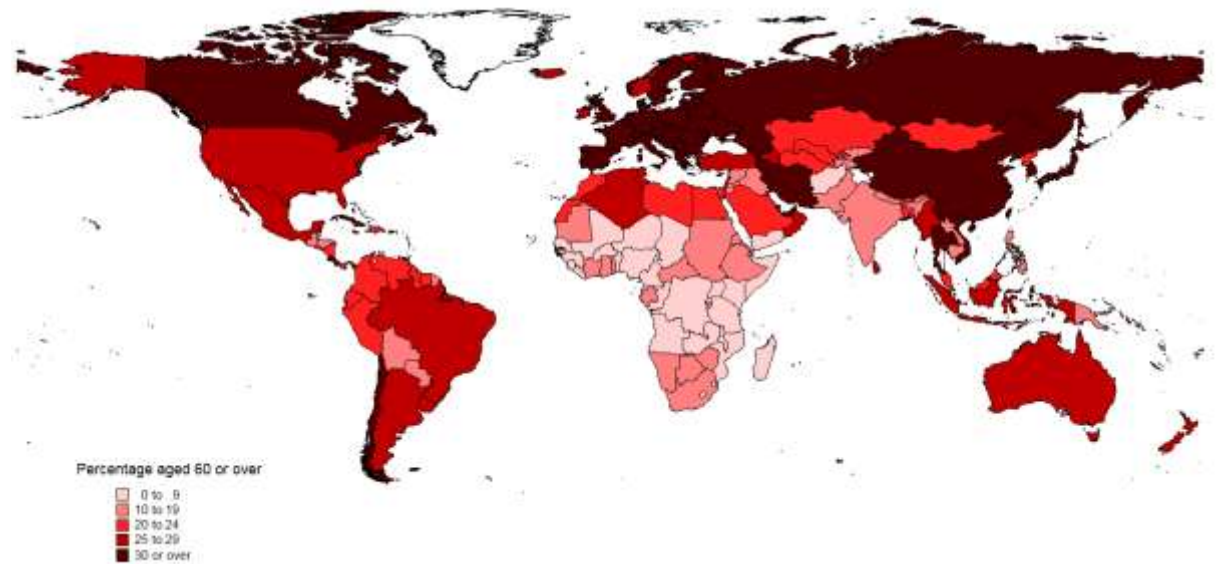 Percentage aged 60 or over
0 to 9
10 to 19
20 to 24
25 to 29
30 or over